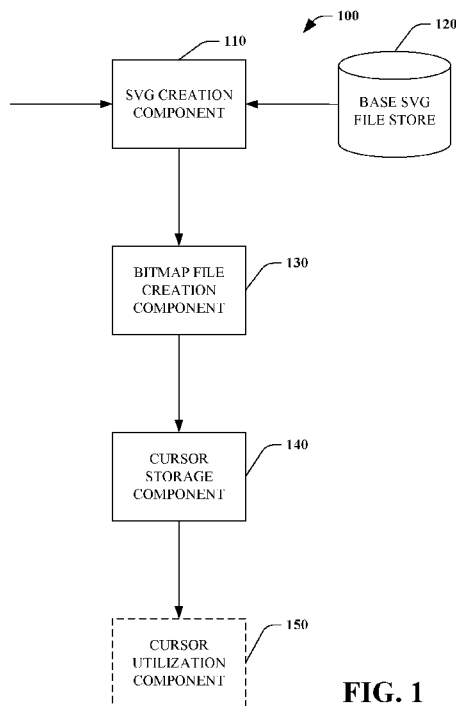 100
110
120
SVG CREATION
COMPONENT
BASE SVG
FILE STORE
130
BITMAP FILE
CREATION
COMPONENT
140
CURSOR
STORAGE
COMPONENT
150
CURSOR
UTILIZATION
COMPONENT
FIG. 1